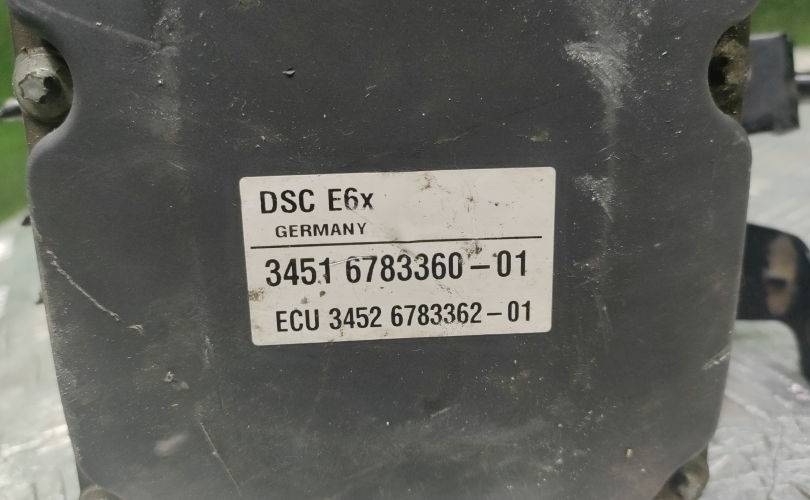 DSC E6x
GERMANY
3451 6783360-01
ECU 3452 6783362-01